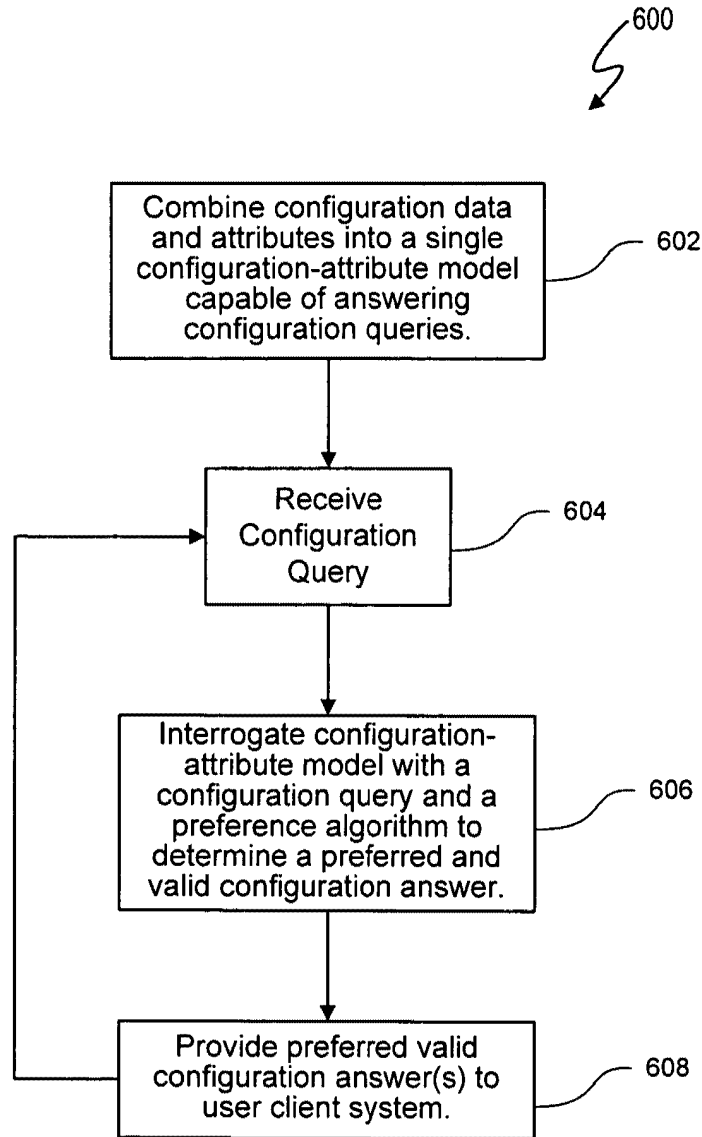 600
Combine configuration data
and attributes into a single
configuration-attribute model
capable of answering
configuration queries.
602
Receive
Configuration
Query
604
Interrogate configuration-
attribute model with a
configuration query and a
preference algorithm to
determine a preferred and
valid configuration answer.
606
Provide preferred valid
configuration answer(s) to
user client system.
608